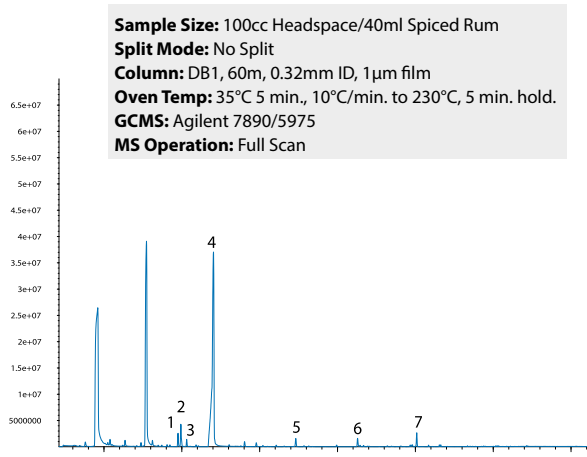 Sample Size: 100cc Headspace/40ml Spiced Rum
Split Mode: No Split
Column: DB1, 60m, 0.32mm ID, 1µm film
Oven Temp: 35°C 5 min., 10°C/min. to 230°C, 5 min. hold.
GCMS: Agilent 7890/5975
MS Operation: Full Scan
6.5e+07
6e+07
5.5e+07
5e+07
4.5e+07
4e+07
3.5e+07
3e+07
2.5e+07
2e+07
1.5e+07
1e+07
5000000
1
2
3
4
5
6
7